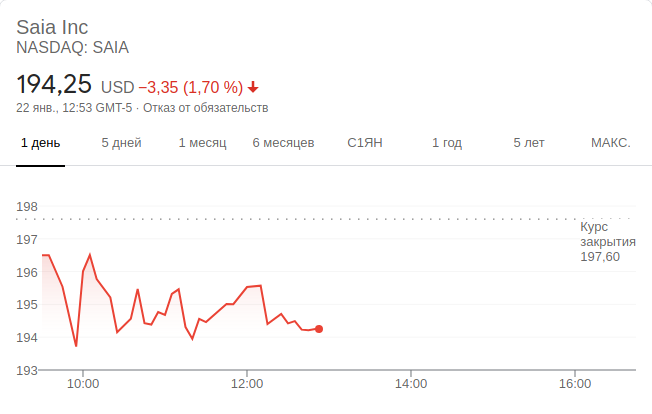 Saia Inc
NASDAQ: SAIA
194,25 USD −3,35 (1,70 %)
22 янв., 12:53 GMT-5 · Отказ от обязательств
1 день 5 дней 1 месяц 6 месяцев С1ЯН 1 год 5 лет МАКС.
198
Курс
197
закрытия
197,60
196
195
194
193
10:00 12:00 14:00 16:00